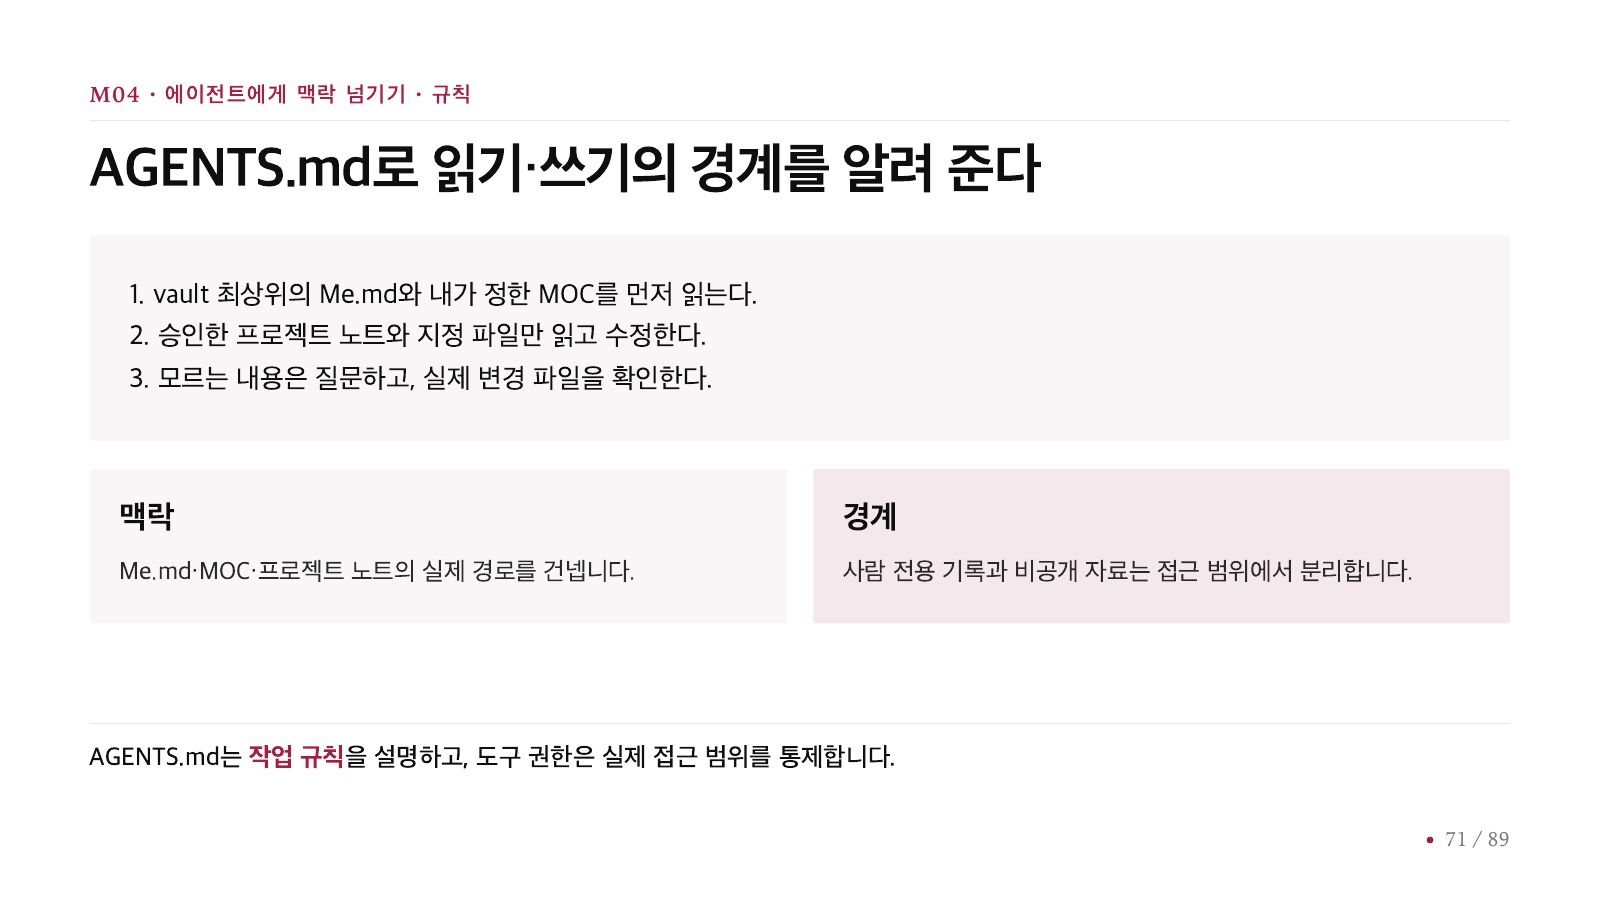 M04 · 에이전트에게 맥락 넘기기 · 규칙
AGENTS.md로 읽기·쓰기의 경계를 알려 준다
1. vault 최상위의 Me.md와 내가 정한 MOC를 먼저 읽는다.
2. 승인한 프로젝트 노트와 지정 파일만 읽고 수정한다.
3. 모르는 내용은 질문하고, 실제 변경 파일을 확인한다.
맥락
Me.md·MOC·프로젝트 노트의 실제 경로를 건넵니다.
경계
사람 전용 기록과 비공개 자료는 접근 범위에서 분리합니다.
AGENTS.md는 작업 규칙을 설명하고, 도구 권한은 실제 접근 범위를 통제합니다.
• 71 / 89